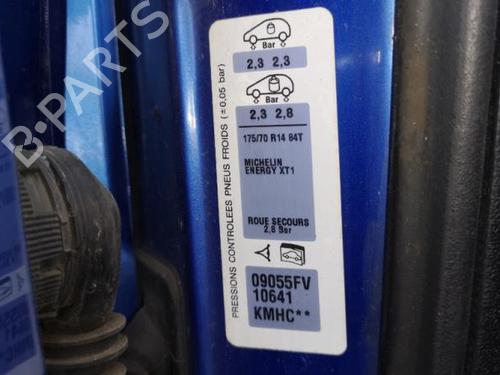 PRESSIONS CONTROLEES PNEUS FROIDS (±0,05 bar)
Bar
2,3 2,3
Bar
2,3 2,8
175/70 R14 84T
MICHELIN
ENERGY XT1
ROUE SECOURS
2,8 Bar
09055FV
10641
KMHC**